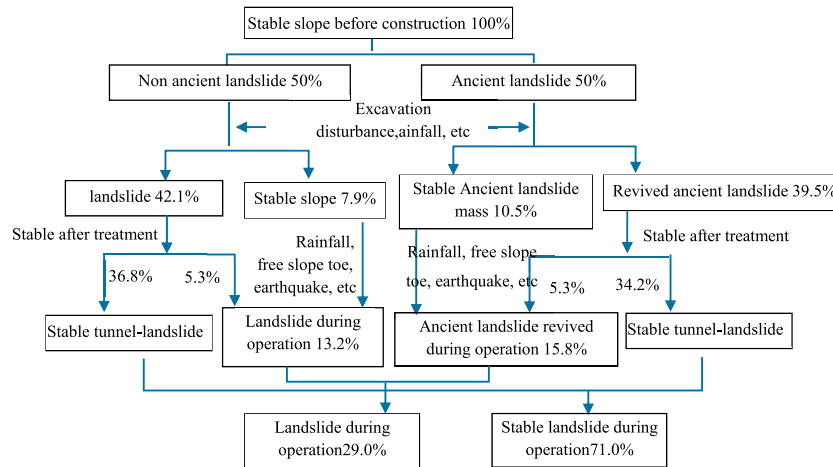 Stable slope before construction 100%
Non ancient landslide 50%
Ancient landslide 50%
Excavation
disturbance,ainfall, etc
landslide 42.1%
Stable slope 7.9%
Stable Ancient landslide
mass 10.5%
Revived ancient landslide 39.5%
Stable after treatment
Rainfall,
free slope toe,
earthquake, etc
Rainfall, free slope
toe, earthquake, etc
Stable after treatment
36.8%
5.3%
5.3%
34.2%
Stable tunnel-landslide
Landslide during
operation 13.2%
Ancient landslide revived
during operation 15.8%
Stable tunnel-landslide
Landslide during
operation29.0%
Stable landslide during
operation71.0%